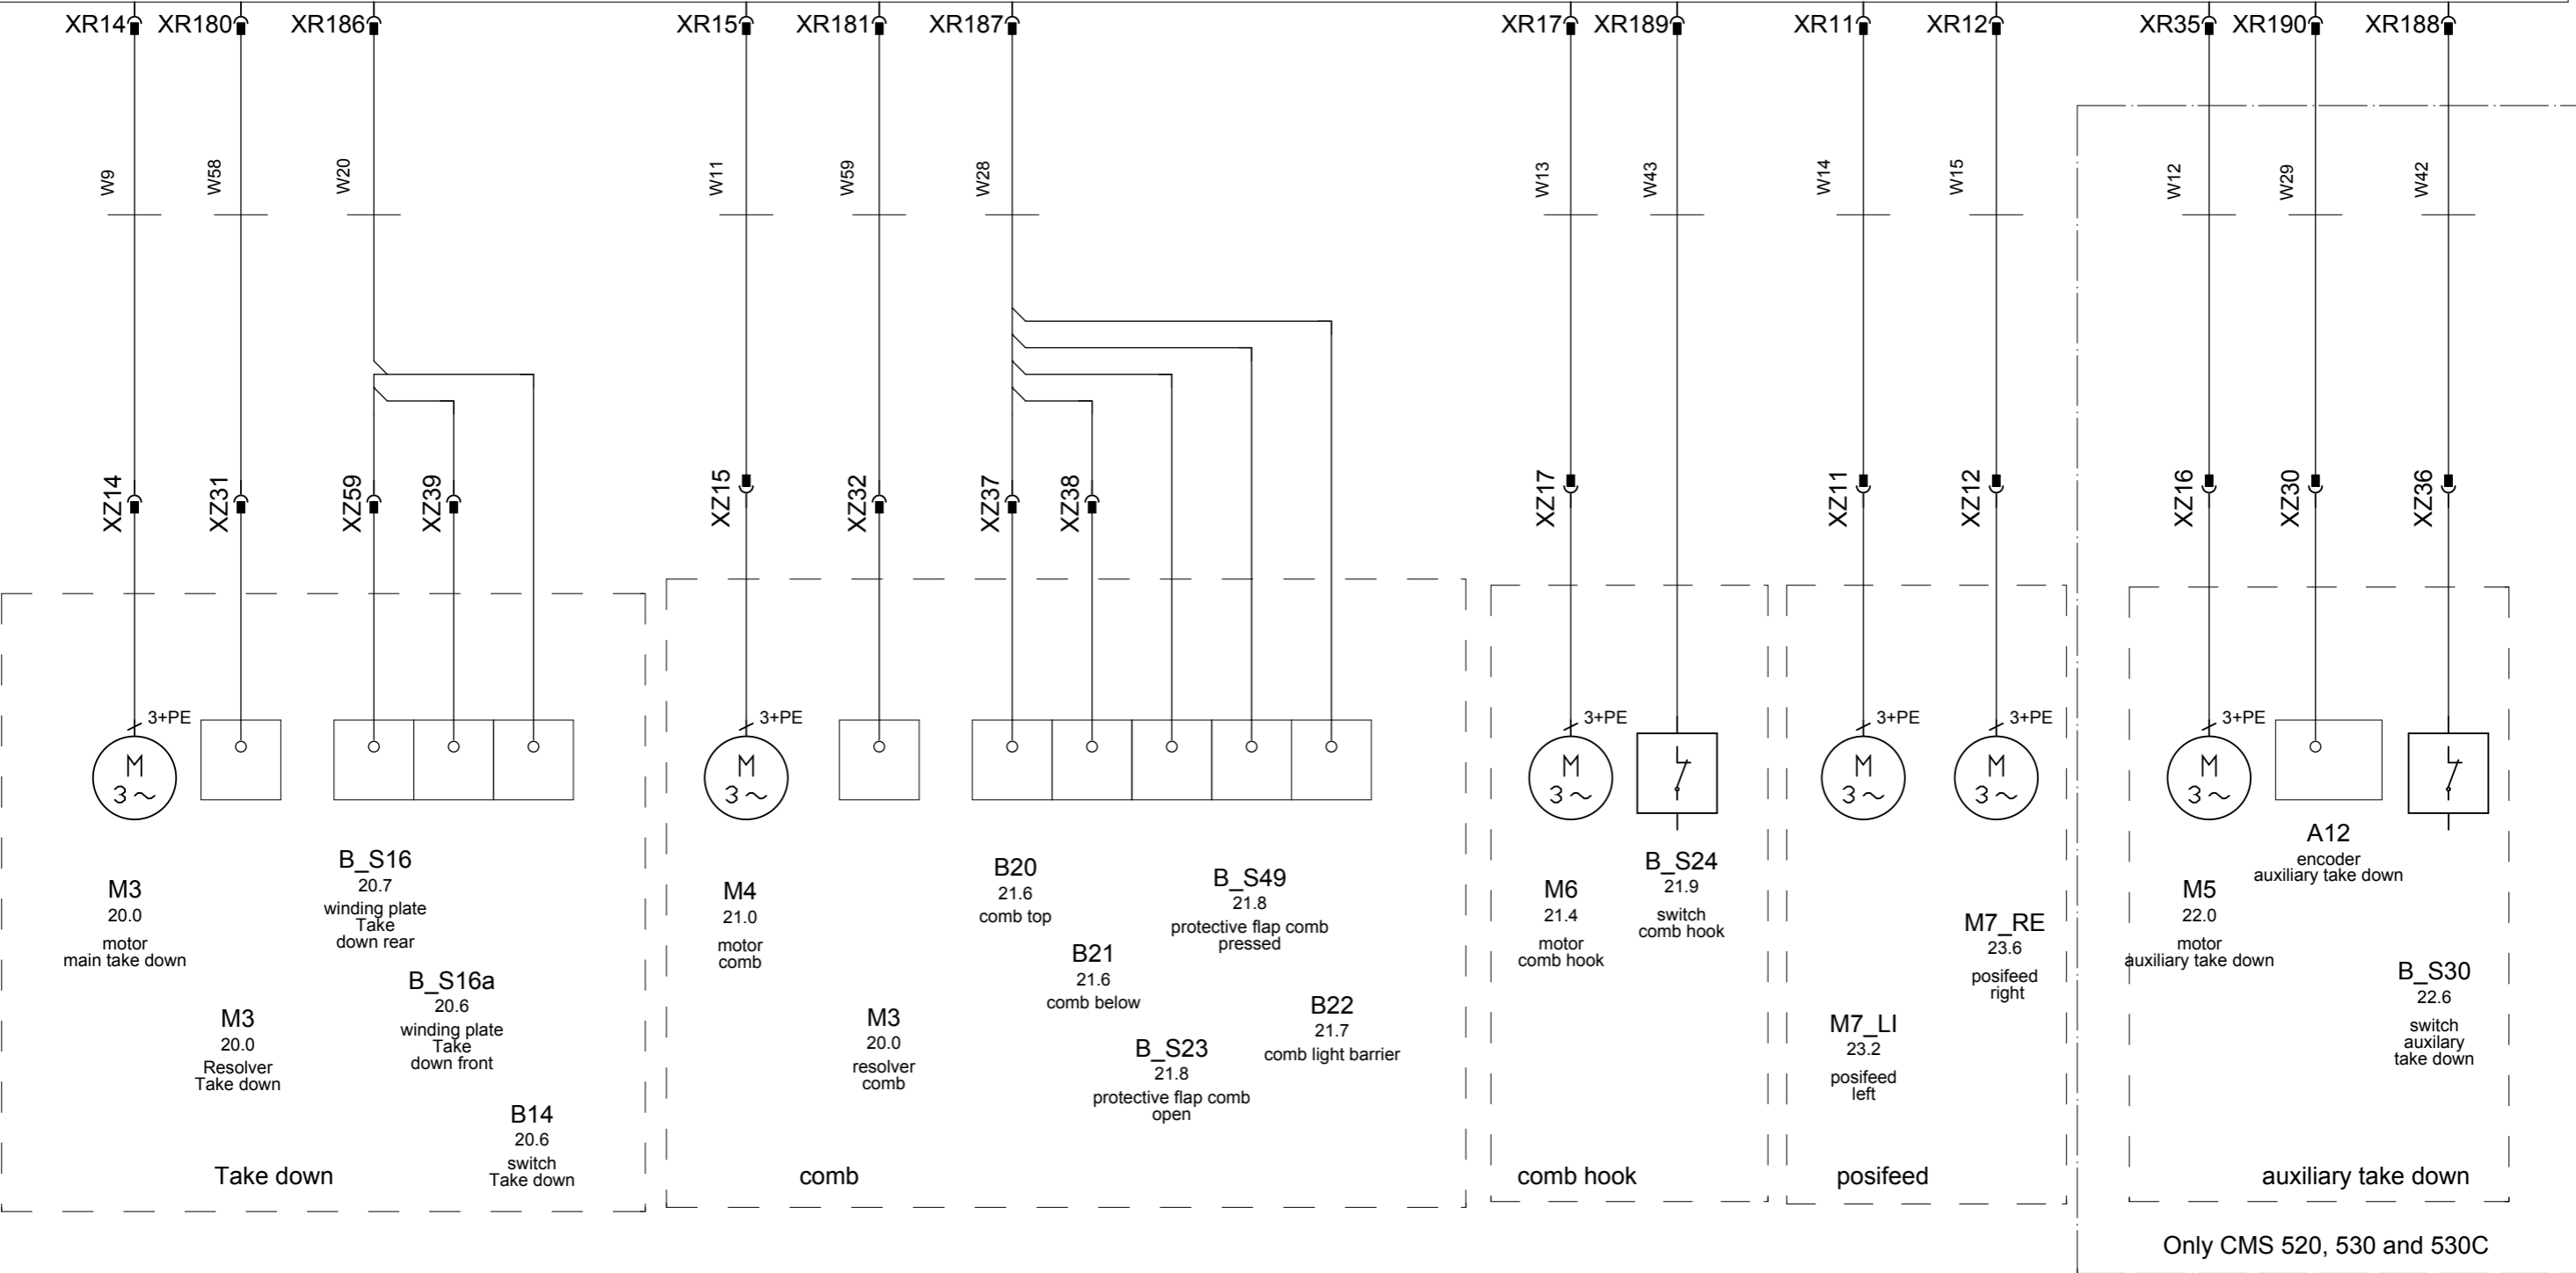 XR14 XR180 XR186 XR15 XR181 XR187 XR17 XR189 XR11 XR12 XR35 XR190 XR188
W9 W58 W20 W11 W59 W28 W13 W43 W14 W15 W12 W29 W42
XZ14 XZ31 XZ59 XZ39 XZ15 XZ32 XZ37 XZ38 XZ17 XZ11 XZ12 XZ16 XZ30 XZ36
3+PE 3+PE 3+PE 3+PE 3+PE 3+PE
M M M M M M
3~ 3~ 3~ 3~ 3~ 3~
M3
20.0
motor
main take down
M3
20.0
Resolver
Take down
B_S16
20.7
winding plate
Take
down rear
B_S16a
20.6
winding plate
Take
down front
B14
20.6
switch
Take down
Take down
M4
21.0
motor
comb
M3
20.0
resolver
comb
B20
21.6
comb top
B21
21.6
comb below
B_S23
21.8
protective flap comb
open
B_S49
21.8
protective flap comb
pressed
B22
21.7
comb light barrier
comb
M6
21.4
motor
comb hook
B_S24
21.9
switch
comb hook
comb hook
M7_LI
23.2
posifeed
left
M7_RE
23.6
posifeed
right
posifeed
M5
22.0
motor
auxiliary take down
A12
encoder
auxiliary take down
B_S30
22.6
switch
auxilary
take down
auxiliary take down
Only CMS 520, 530 and 530C